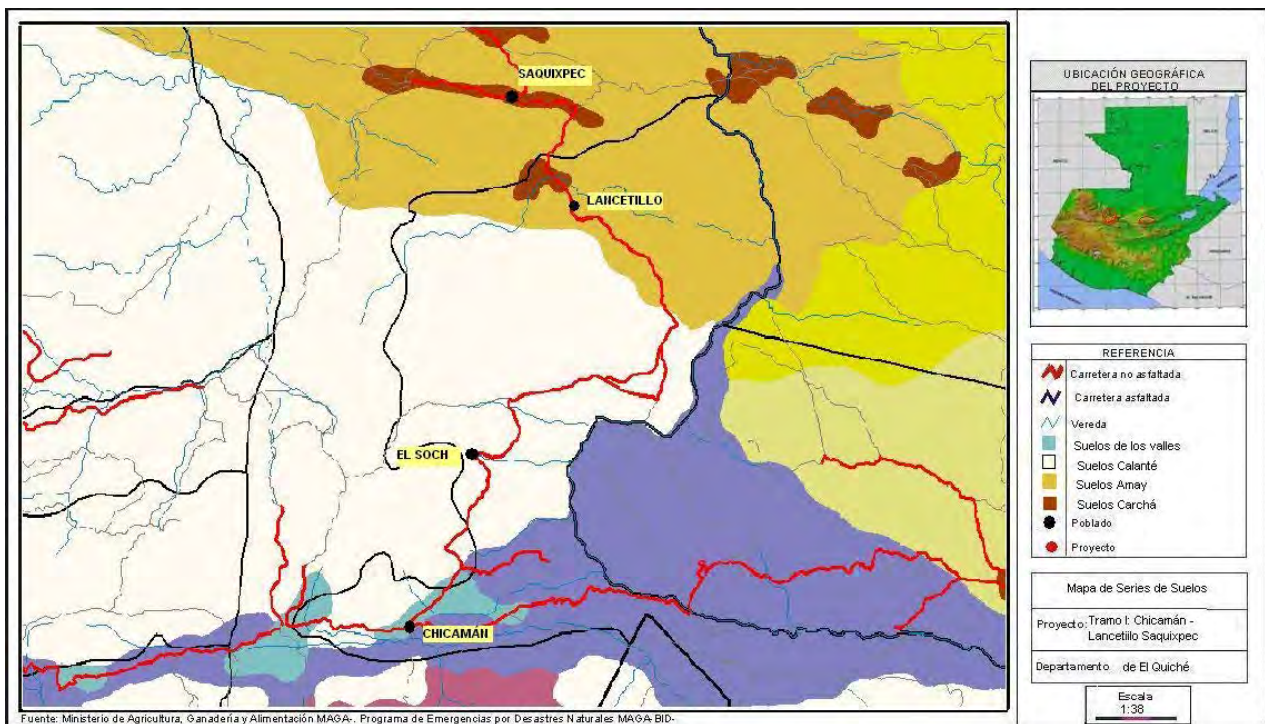 SAQUIXPEC
LANCETILLO
EL SOCH
CHICAMÁN
Fuente: Ministerio de Agricultura, Ganadería y Alimentación MAGA-. Programa de Emergencias por Desastres Naturales MAGA-BID-
UBICACIÓN GEOGRÁFICA
DEL PROYECTO
EL SALVADOR
REFERENCIA
Carretera no asfaltada
Carretera asfaltada
Vereda
Suelos de los valles
Suelos Calanté
Suelos Amay
Suelos Carchá
Poblado
Proyecto
Mapa de Series de Suelos
Proyecto: Tramo I: Chicamán -
Lancetillo Saquixpec
Departamento de El Quiché
Escala
1:38